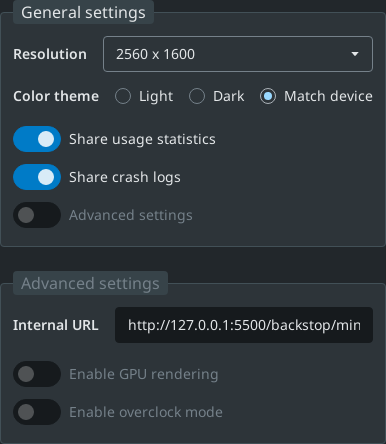 General settings
Resolution 2560 x 1600
Color theme Light Dark Match device
Share usage statistics
Share crash logs
Advanced settings
Advanced settings
Internal URL http://127.0.0.1:5500/backstop/min
Enable GPU rendering
Enable overclock mode